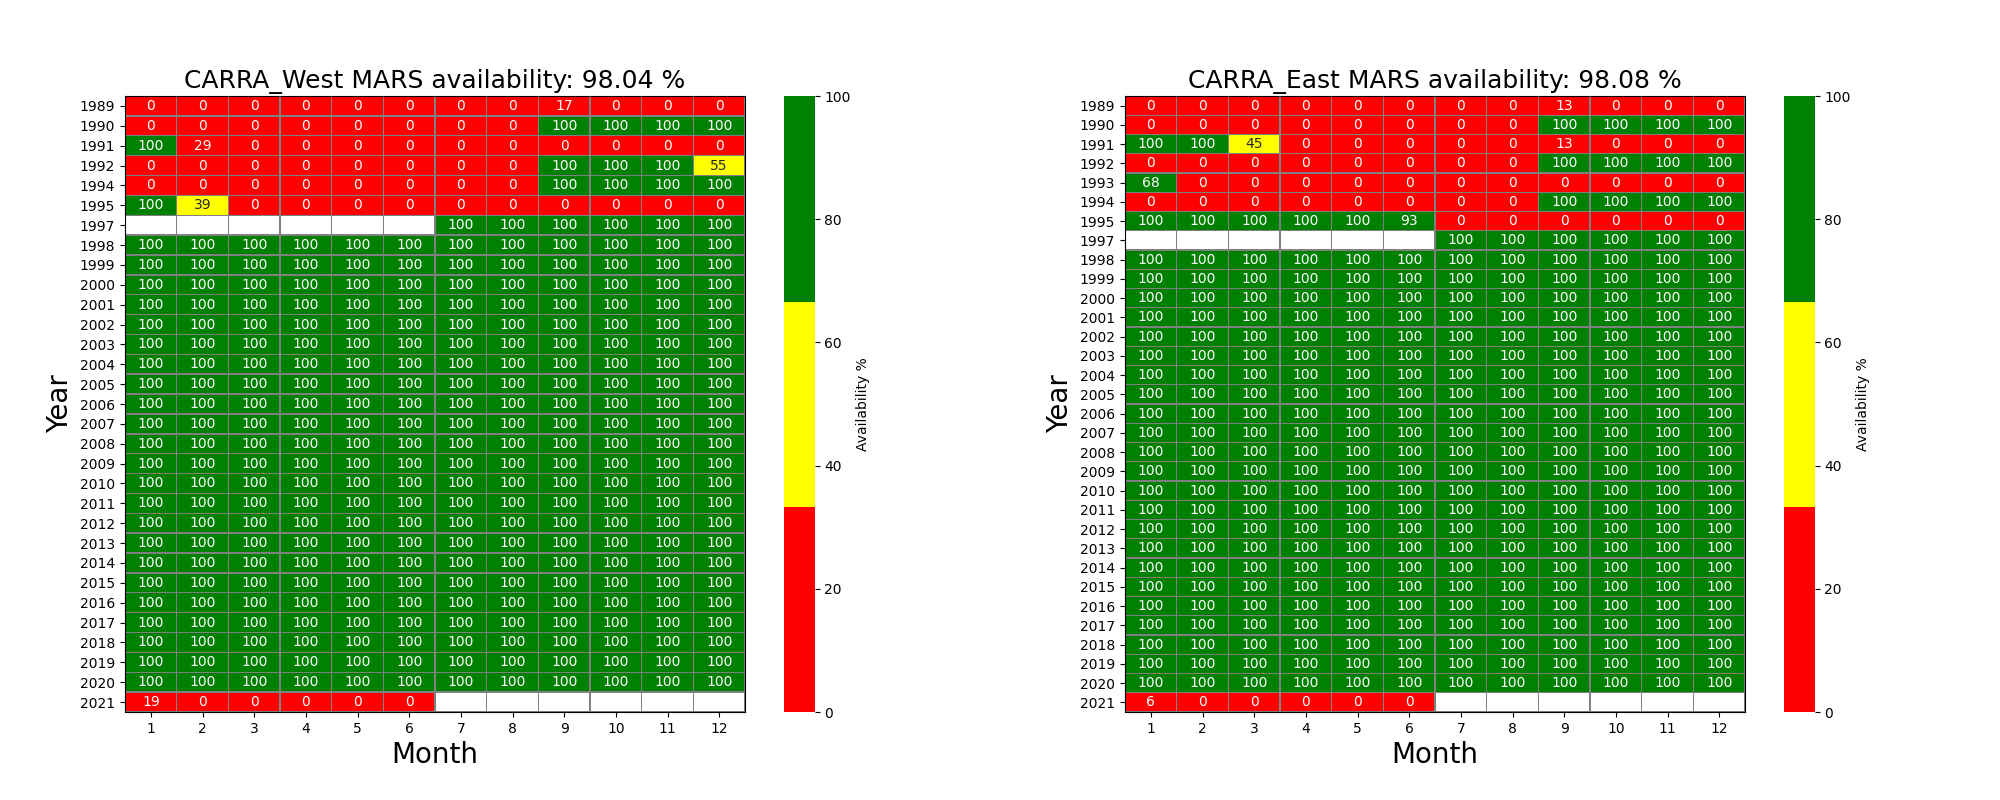 CARRA_West MARS availability: 98.04 %
1989 0 0 0 0 0 0 0 0 17 0 0 0
1990 0 0 0 0 0 0 0 0 100 100 100 100
1991 100 29 0 0 0 0 0 0 0 0 0 0
1992 0 0 0 0 0 0 0 0 100 100 100 55
1994 0 0 0 0 0 0 0 0 100 100 100 100
1995 100 39 0 0 0 0 0 0 0 0 0 0
1997 100 100 100 100 100 100
1998 100 100 100 100 100 100 100 100 100 100 100 100
1999 100 100 100 100 100 100 100 100 100 100 100 100
2000 100 100 100 100 100 100 100 100 100 100 100 100
2001 100 100 100 100 100 100 100 100 100 100 100 100
2002 100 100 100 100 100 100 100 100 100 100 100 100
2003 100 100 100 100 100 100 100 100 100 100 100 100
2004 100 100 100 100 100 100 100 100 100 100 100 100
2005 100 100 100 100 100 100 100 100 100 100 100 100
2006 100 100 100 100 100 100 100 100 100 100 100 100
2007 100 100 100 100 100 100 100 100 100 100 100 100
2008 100 100 100 100 100 100 100 100 100 100 100 100
2009 100 100 100 100 100 100 100 100 100 100 100 100
2010 100 100 100 100 100 100 100 100 100 100 100 100
2011 100 100 100 100 100 100 100 100 100 100 100 100
2012 100 100 100 100 100 100 100 100 100 100 100 100
2013 100 100 100 100 100 100 100 100 100 100 100 100
2014 100 100 100 100 100 100 100 100 100 100 100 100
2015 100 100 100 100 100 100 100 100 100 100 100 100
2016 100 100 100 100 100 100 100 100 100 100 100 100
2017 100 100 100 100 100 100 100 100 100 100 100 100
2018 100 100 100 100 100 100 100 100 100 100 100 100
2019 100 100 100 100 100 100 100 100 100 100 100 100
2020 100 100 100 100 100 100 100 100 100 100 100 100
2021 19 0 0 0 0 0
1 2 3 4 5 6 7 8 9 10 11 12
Month
Year
100
80
60
40
20
0
Availability %
CARRA_East MARS availability: 98.08 %
1989 0 0 0 0 0 0 0 0 13 0 0 0
1990 0 0 0 0 0 0 0 0 100 100 100 100
1991 100 100 45 0 0 0 0 0 13 0 0 0
1992 0 0 0 0 0 0 0 0 100 100 100 100
1993 68 0 0 0 0 0 0 0 0 0 0 0
1994 0 0 0 0 0 0 0 0 100 100 100 100
1995 100 100 100 100 100 93 0 0 0 0 0 0
1997 100 100 100 100 100 100
1998 100 100 100 100 100 100 100 100 100 100 100 100
1999 100 100 100 100 100 100 100 100 100 100 100 100
2000 100 100 100 100 100 100 100 100 100 100 100 100
2001 100 100 100 100 100 100 100 100 100 100 100 100
2002 100 100 100 100 100 100 100 100 100 100 100 100
2003 100 100 100 100 100 100 100 100 100 100 100 100
2004 100 100 100 100 100 100 100 100 100 100 100 100
2005 100 100 100 100 100 100 100 100 100 100 100 100
2006 100 100 100 100 100 100 100 100 100 100 100 100
2007 100 100 100 100 100 100 100 100 100 100 100 100
2008 100 100 100 100 100 100 100 100 100 100 100 100
2009 100 100 100 100 100 100 100 100 100 100 100 100
2010 100 100 100 100 100 100 100 100 100 100 100 100
2011 100 100 100 100 100 100 100 100 100 100 100 100
2012 100 100 100 100 100 100 100 100 100 100 100 100
2013 100 100 100 100 100 100 100 100 100 100 100 100
2014 100 100 100 100 100 100 100 100 100 100 100 100
2015 100 100 100 100 100 100 100 100 100 100 100 100
2016 100 100 100 100 100 100 100 100 100 100 100 100
2017 100 100 100 100 100 100 100 100 100 100 100 100
2018 100 100 100 100 100 100 100 100 100 100 100 100
2019 100 100 100 100 100 100 100 100 100 100 100 100
2020 100 100 100 100 100 100 100 100 100 100 100 100
2021 6 0 0 0 0 0
1 2 3 4 5 6 7 8 9 10 11 12
Month
Year
100
80
60
40
20
0
Availability %